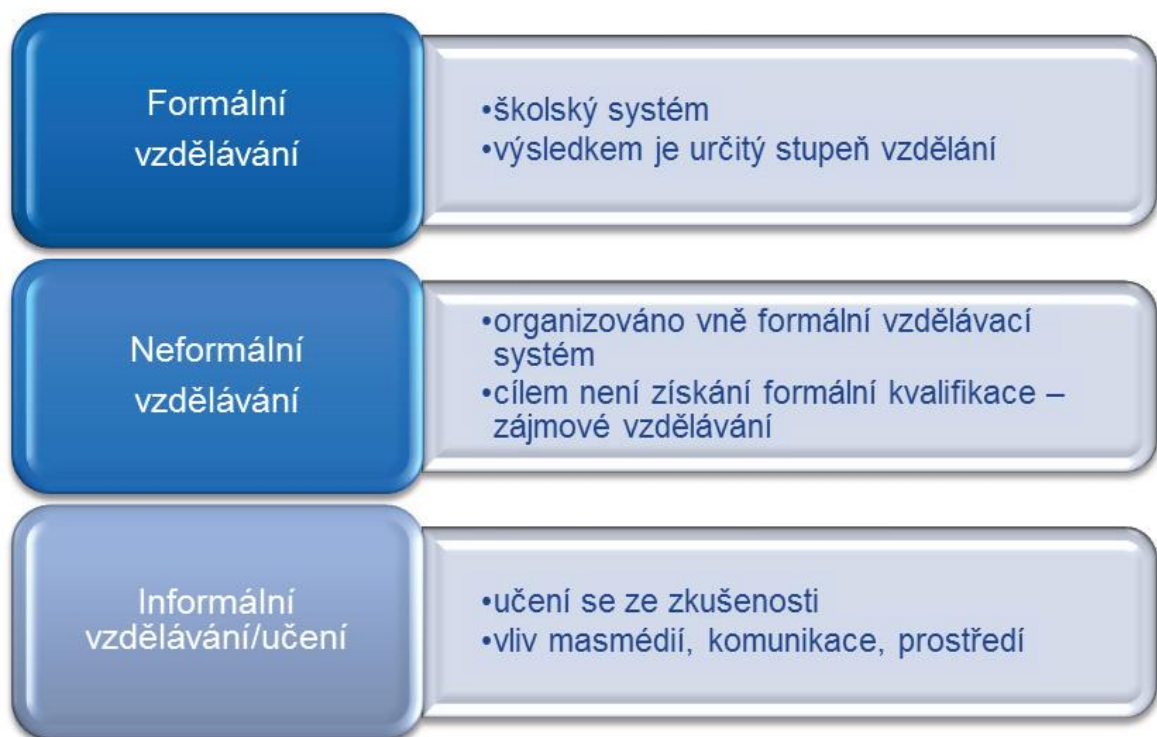 Formální
vzdělávání
•školský systém
•výsledkem je určitý stupeň vzdělání
Neformální
vzdělávání
•organizováno vně formální vzdělávací
systém
•cílem není získání formální kvalifikace –
zájmové vzdělávání
Informální
vzdělávání/učení
•učení se ze zkušenosti
•vliv masmédií, komunikace, prostředí